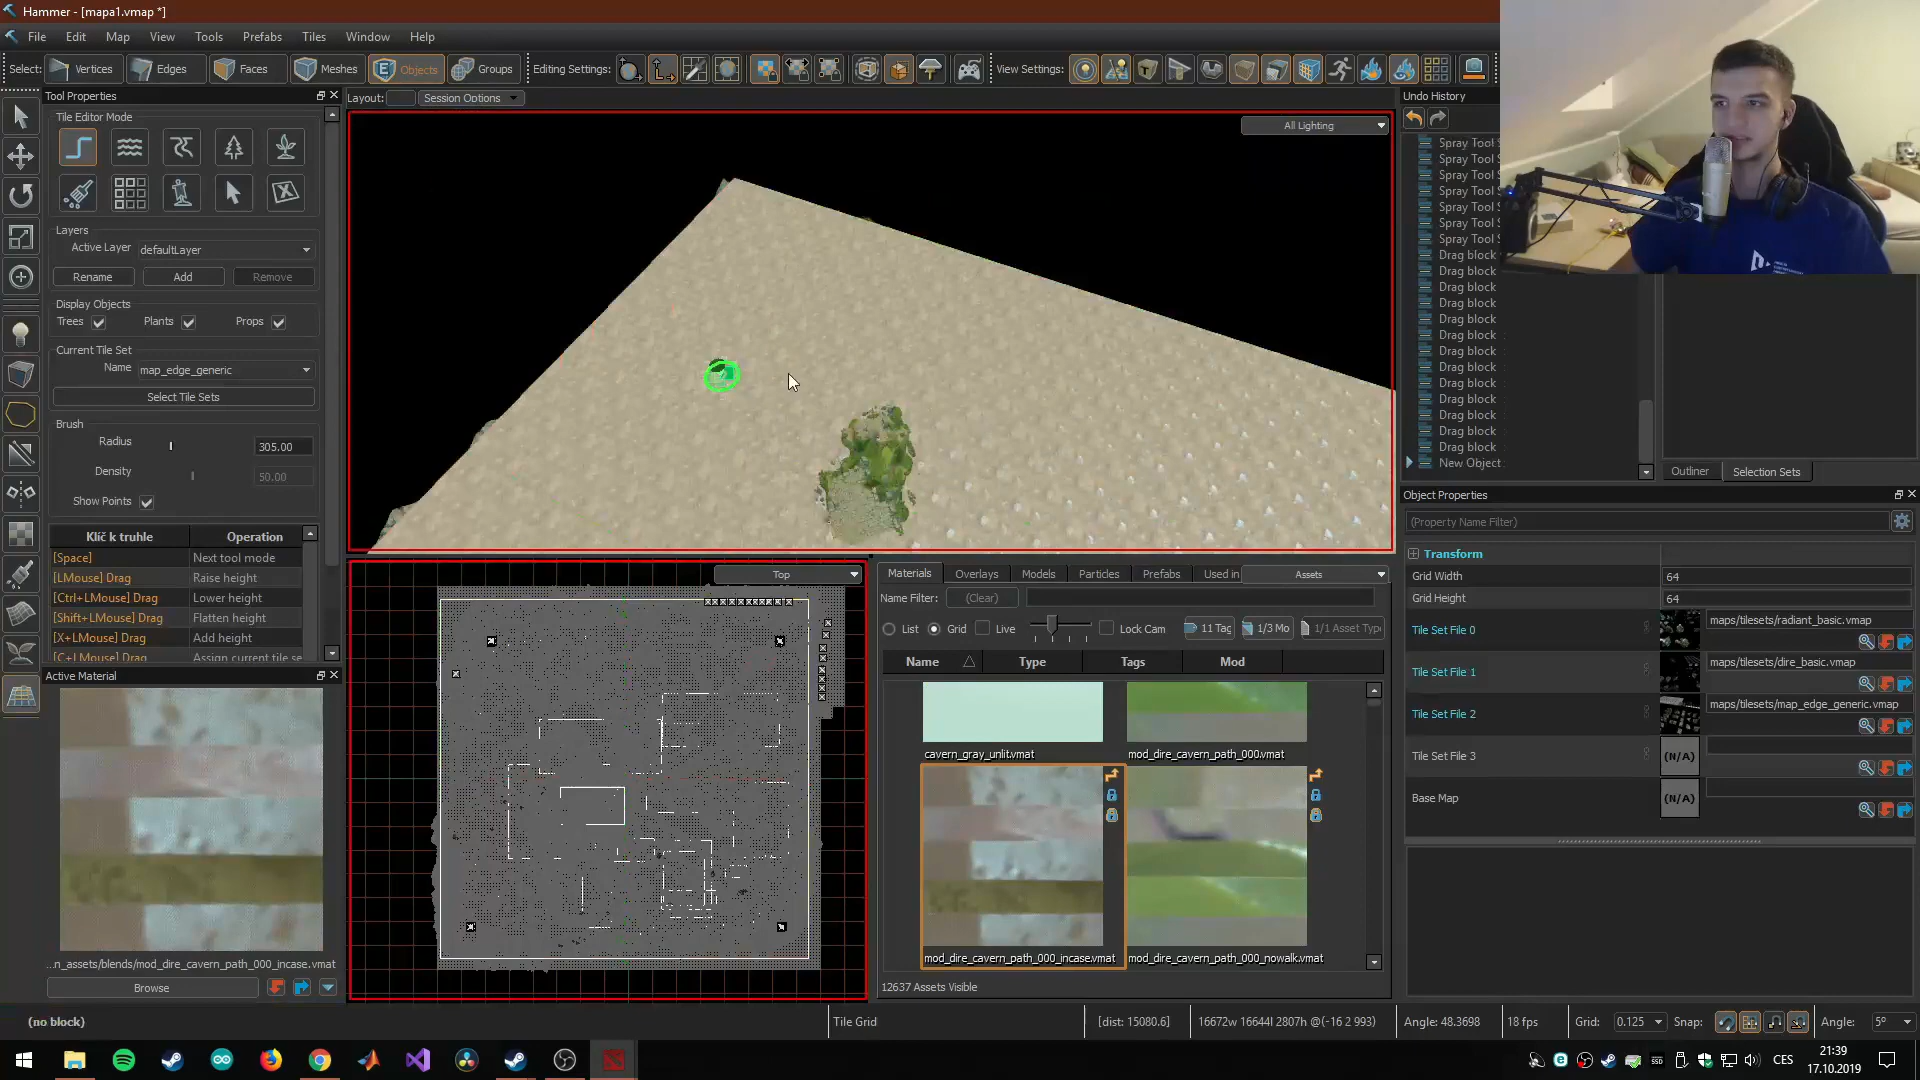 Hammer - [mapa1.vmap *]
File Edit Map View Tools Prefabs Tiles Window Help
Select: Vertices Edges Faces Meshes Objects Groups Editing Settings: View Settings:
Tool Properties
Tile Editor Mode
Layers
Active Layer defaultLayer
Rename Add Remove
Display Objects
Trees Plants Props
Current Tile Set
Name map_edge_generic
Select Tile Sets
Brush
Radius 305.00
Density 50.00
Show Points
Klíč k truhle Operation
[Space] Next tool mode
[LMouse] Drag Raise height
[Ctrl+LMouse] Drag Lower height
[Shift+LMouse] Drag Flatten height
[X+LMouse] Drag Add height
[C+LMouse] Drag Assign current tile se
Active Material
...n_assets/blends/mod_dire_cavern_path_000_incase.vmat
Browse
Layout: Session Options
All Lighting
Top
Materials Overlays Models Particles Prefabs Used in Assets
Name Filter: (Clear)
List Grid Live Lock Cam 11 Tag 1/3 Mo 1/1 Asset Type
Name Type Tags Mod
cavern_gray_unlit.vmat mod_dire_cavern_path_000.vmat
mod_dire_cavern_path_000_incase.vmat mod_dire_cavern_path_000_nowalk.vmat
12637 Assets Visible
Undo History
Spray Tool S
Spray Tool S
Spray Tool S
Spray Tool S
Spray Tool S
Spray Tool S
Spray Tool S
Drag block
Drag block
Drag block
Drag block
Drag block
Drag block
Drag block
Drag block
Drag block
Drag block
Drag block
Drag block
Drag block
New Object
Outliner Selection Sets
Object Properties
(Property Name Filter)
Transform
Grid Width 64
Grid Height 64
Tile Set File 0 maps/tilesets/radiant_basic.vmap
Tile Set File 1 maps/tilesets/dire_basic.vmap
Tile Set File 2 maps/tilesets/map_edge_generic.vmap
Tile Set File 3 (N/A)
Base Map (N/A)
(no block) Tile Grid [dist: 15080.6] 16672w 16644l 2807h @(-16 2 993) Angle: 48.3698 18 fps Grid: 0.125 Snap: Angle: 5º
CES
21:39
17.10.2019